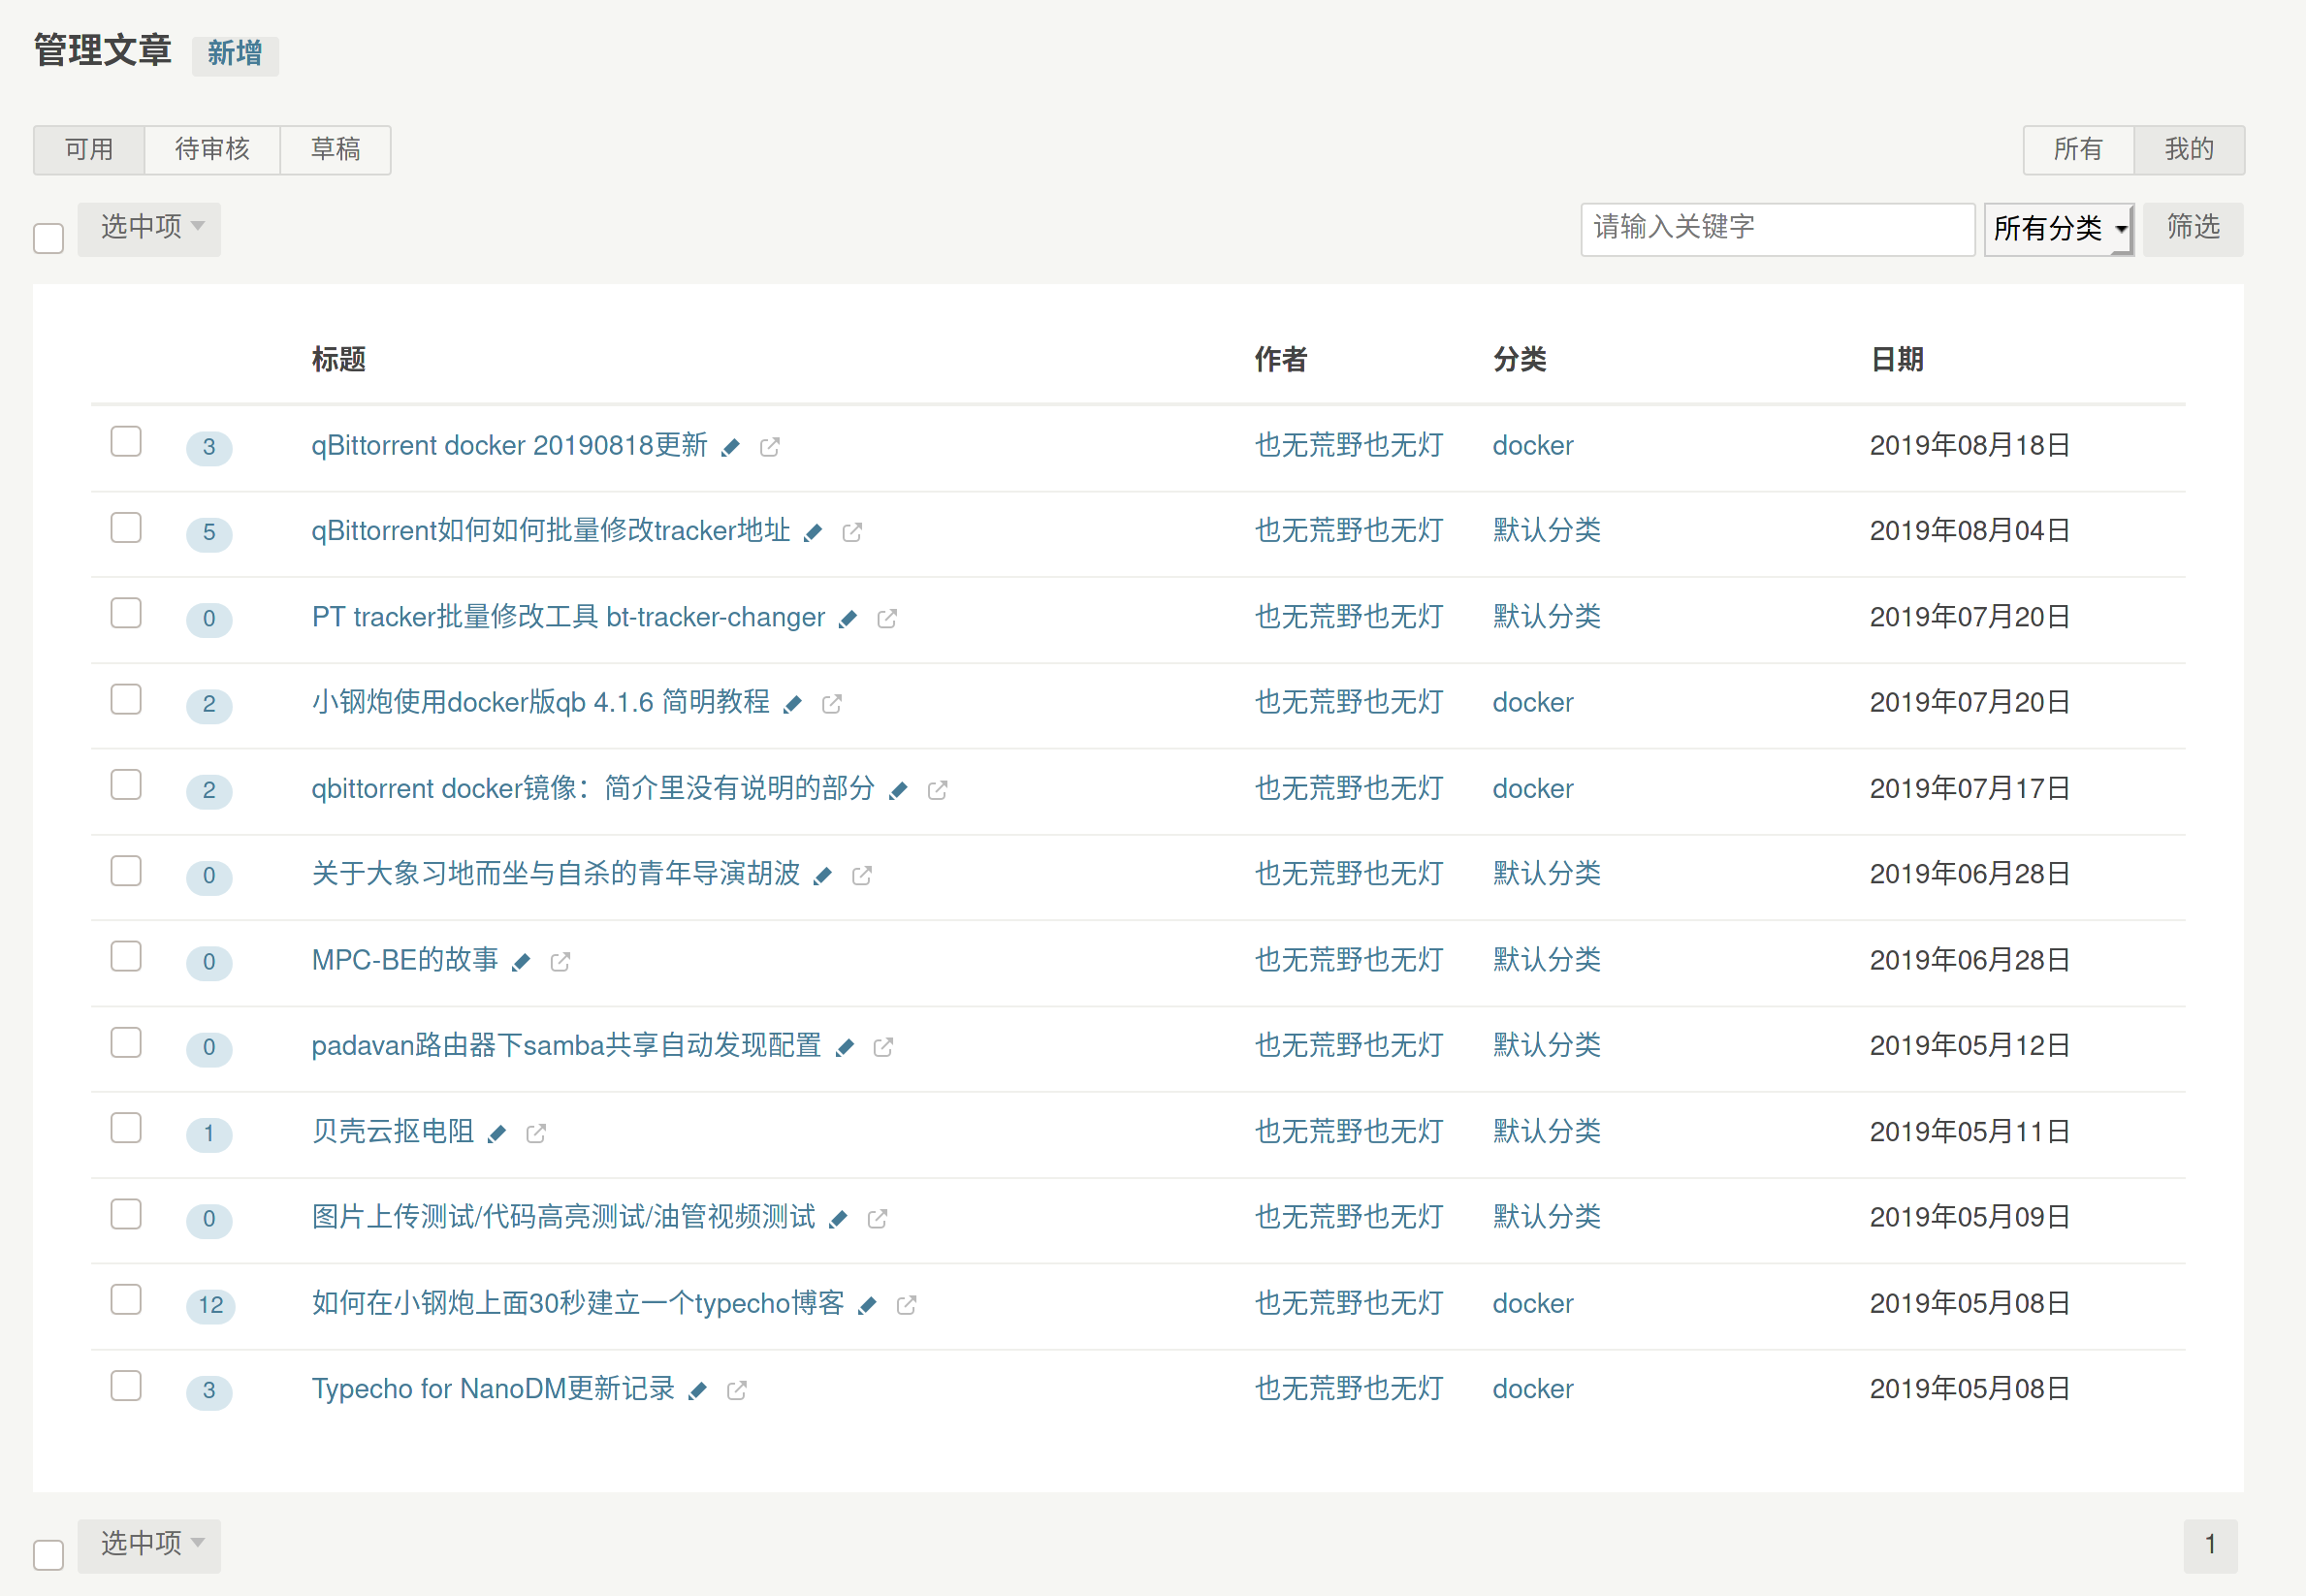 管理文章 新增
可用 待审核 草稿 所有 我的
选中项 请输入关键字 所有分类 筛选
标题 作者 分类 日期
3 qBittorrent docker 20190818更新 也无荒野也无灯 docker 2019年08月18日
5 qBittorrent如何如何批量修改tracker地址 也无荒野也无灯 默认分类 2019年08月04日
0 PT tracker批量修改工具 bt-tracker-changer 也无荒野也无灯 默认分类 2019年07月20日
2 小钢炮使用docker版qb 4.1.6 简明教程 也无荒野也无灯 docker 2019年07月20日
2 qbittorrent docker镜像：简介里没有说明的部分 也无荒野也无灯 docker 2019年07月17日
0 关于大象习地而坐与自杀的青年导演胡波 也无荒野也无灯 默认分类 2019年06月28日
0 MPC-BE的故事 也无荒野也无灯 默认分类 2019年06月28日
0 padavan路由器下samba共享自动发现配置 也无荒野也无灯 默认分类 2019年05月12日
1 贝壳云抠电阻 也无荒野也无灯 默认分类 2019年05月11日
0 图片上传测试/代码高亮测试/油管视频测试 也无荒野也无灯 默认分类 2019年05月09日
12 如何在小钢炮上面30秒建立一个typecho博客 也无荒野也无灯 docker 2019年05月08日
3 Typecho for NanoDM更新记录 也无荒野也无灯 docker 2019年05月08日
选中项 1